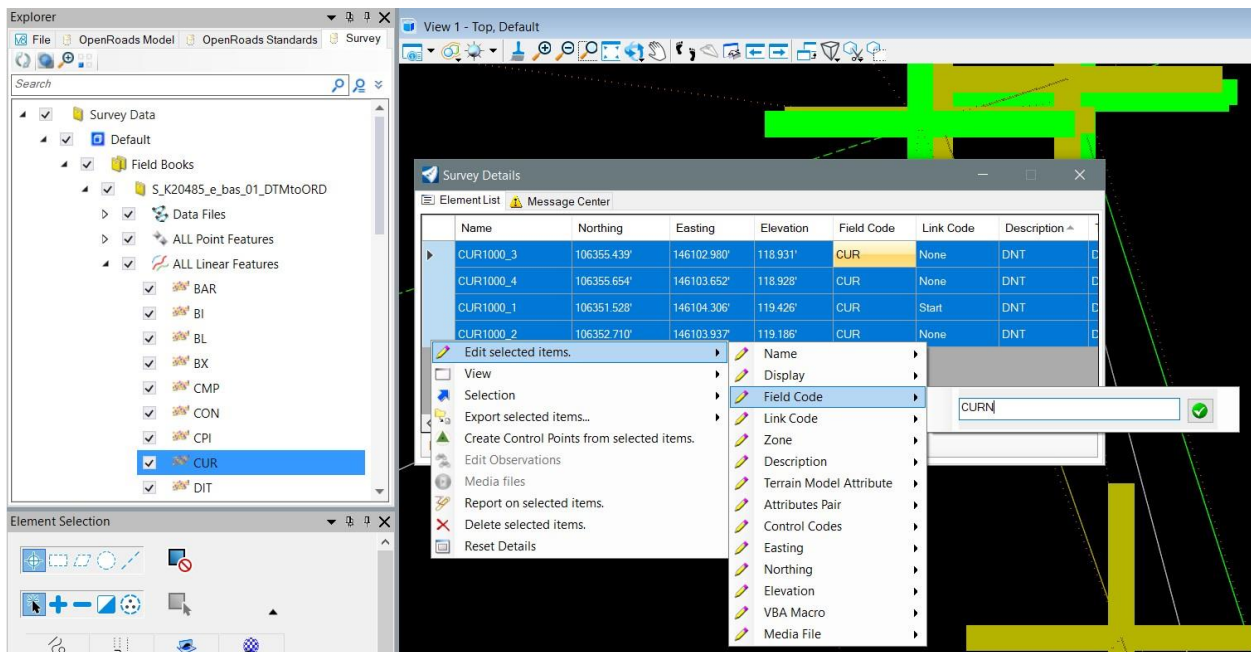 Explorer
File OpenRoads Model OpenRoads Standards Survey
Search
Survey Data
Default
Field Books
S_K20485_e_bas_01_DTMtoORD
Data Files
ALL Point Features
ALL Linear Features
BAR
BI
BL
BX
CMP
CON
CPI
CUR
DIT
Element Selection
View 1 - Top, Default
Survey Details
Element List Message Center
Name Northing Easting Elevation Field Code Link Code Description
CUR1000_3 106355.439' 146102.980' 118.931' CUR None DNT
CUR1000_4 106355.654' 146103.652' 118.928' CUR None DNT
CUR1000_1 106351.528' 146104.306' 119.426' CUR Start DNT
CUR1000_2 106352.710' 146103.937' 119.186' CUR None DNT
Edit selected items.
View
Selection
Export selected items...
Create Control Points from selected items.
Edit Observations
Media files
Report on selected items.
Delete selected items.
Reset Details
Name
Display
Field Code
Link Code
Zone
Description
Terrain Model Attribute
Attributes Pair
Control Codes
Easting
Northing
Elevation
VBA Macro
Media File
CURN